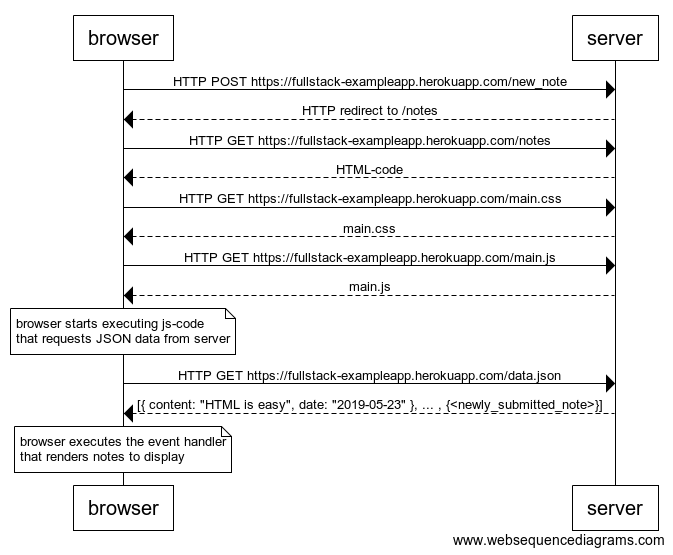 browser
server
HTTP POST https://fullstack-exampleapp.herokuapp.com/new_note
HTTP redirect to /notes
HTTP GET https://fullstack-exampleapp.herokuapp.com/notes
HTML-code
HTTP GET https://fullstack-exampleapp.herokuapp.com/main.css
main.css
HTTP GET https://fullstack-exampleapp.herokuapp.com/main.js
main.js
browser starts executing js-code
that requests JSON data from server
HTTP GET https://fullstack-exampleapp.herokuapp.com/data.json
[{ content: "HTML is easy", date: "2019-05-23" }, ... , {<newly_submitted_note>}]
browser executes the event handler
that renders notes to display
browser
server
www.websequencediagrams.com